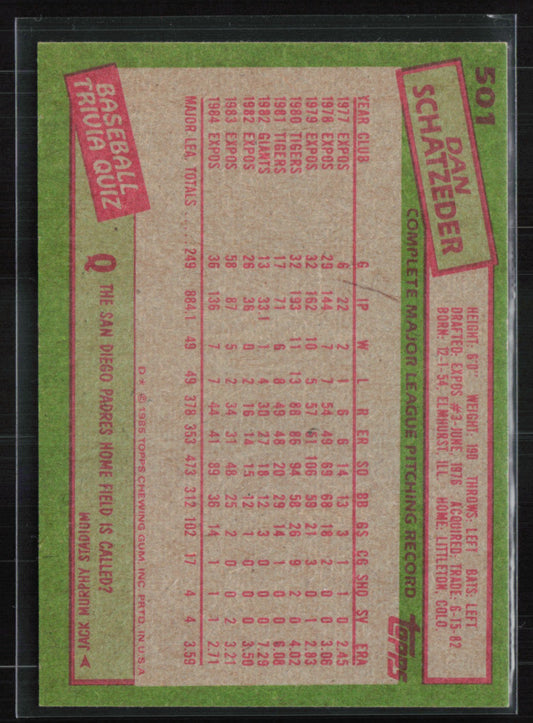 501
DAN
SCHATZEDER
HEIGHT: 6'0" WEIGHT: 190 THROWS: LEFT BATS: LEFT
DRAFTED: EXPOS #3-JUNE, 1976 ACQUIRED: TRADE, 6-15-82
BORN: 12-1-54, ELMHURST, ILL. HOME: LITTLETON, COLO.
COMPLETE MAJOR LEAGUE PITCHING RECORD
topps
YEAR CLUB G IP W L R ER SO BB GS CG SHO SV ERA
1977 EXPOS 6 22 2 1 6 6 14 13 3 1 1 0 2.45
1978 EXPOS 29 144 7 7 54 49 69 68 18 2 0 0 3.06
1979 EXPOS 32 162 10 5 57 51 106 59 21 3 0 1 2.83
1980 TIGERS 32 193 11 13 88 86 94 58 26 9 2 0 4.02
1981 TIGERS 17 71 6 8 49 48 20 29 14 1 0 0 6.08
1982 GIANTS 13 33.1 1 4 30 27 18 12 3 0 0 0 7.29
1982 EXPOS 26 36 0 2 16 14 15 12 1 0 0 0 3.50
1983 EXPOS 58 87 5 2 34 31 48 25 2 0 0 2 3.21
1984 EXPOS 36 136 7 7 44 41 89 36 14 1 1 1 2.71
MAJOR LEA. TOTALS .... 249 884.1 49 49 378 353 473 312 102 17 4 4 3.59
D* © 1985 TOPPS CHEWING GUM, INC. PRTD. IN U.S.A.
BASEBALL
TRIVIA QUIZ
Q THE SAN DIEGO PADRES HOME FIELD IS CALLED?
JACK MURPHY STADIUM